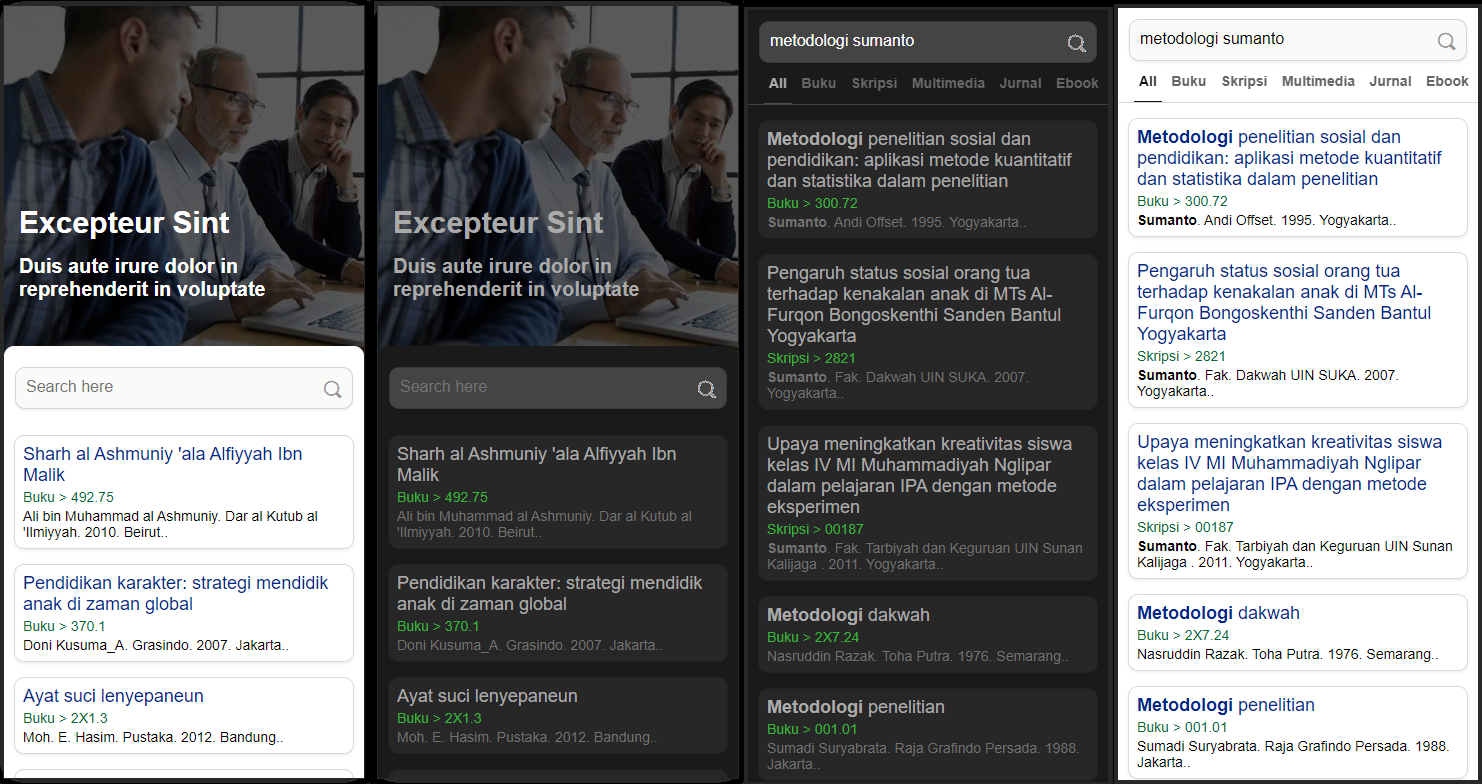 Excepteur Sint
Duis aute irure dolor in
reprehenderit in voluptate
Search here
Sharh al Ashmuniy 'ala Alfiyyah Ibn
Malik
Buku > 492.75
Ali bin Muhammad al Ashmuniy. Dar al Kutub al
'Ilmiyyah. 2010. Beirut..
Pendidikan karakter: strategi mendidik
anak di zaman global
Buku > 370.1
Doni Kusuma_A. Grasindo. 2007. Jakarta..
Ayat suci lenyepaneun
Buku > 2X1.3
Moh. E. Hasim. Pustaka. 2012. Bandung..
Excepteur Sint
Duis aute irure dolor in
reprehenderit in voluptate
Search here
Sharh al Ashmuniy 'ala Alfiyyah Ibn
Malik
Buku > 492.75
Ali bin Muhammad al Ashmuniy. Dar al Kutub al
'Ilmiyyah. 2010. Beirut..
Pendidikan karakter: strategi mendidik
anak di zaman global
Buku > 370.1
Doni Kusuma_A. Grasindo. 2007. Jakarta..
Ayat suci lenyepaneun
Buku > 2X1.3
Moh. E. Hasim. Pustaka. 2012. Bandung..
metodologi sumanto
All Buku Skripsi Multimedia Jurnal Ebook
Metodologi penelitian sosial dan
pendidikan: aplikasi metode kuantitatif
dan statistika dalam penelitian
Buku > 300.72
Sumanto. Andi Offset. 1995. Yogyakarta..
Pengaruh status sosial orang tua
terhadap kenakalan anak di MTs Al-
Furqon Bongoskenthi Sanden Bantul
Yogyakarta
Skripsi > 2821
Sumanto. Fak. Dakwah UIN SUKA. 2007.
Yogyakarta..
Upaya meningkatkan kreativitas siswa
kelas IV MI Muhammadiyah Nglipar
dalam pelajaran IPA dengan metode
eksperimen
Skripsi > 00187
Sumanto. Fak. Tarbiyah dan Keguruan UIN Sunan
Kalijaga . 2011. Yogyakarta..
Metodologi dakwah
Buku > 2X7.24
Nasruddin Razak. Toha Putra. 1976. Semarang..
Metodologi penelitian
Buku > 001.01
Sumadi Suryabrata. Raja Grafindo Persada. 1988.
Jakarta..
metodologi sumanto
All Buku Skripsi Multimedia Jurnal Ebook
Metodologi penelitian sosial dan
pendidikan: aplikasi metode kuantitatif
dan statistika dalam penelitian
Buku > 300.72
Sumanto. Andi Offset. 1995. Yogyakarta..
Pengaruh status sosial orang tua
terhadap kenakalan anak di MTs Al-
Furqon Bongoskenthi Sanden Bantul
Yogyakarta
Skripsi > 2821
Sumanto. Fak. Dakwah UIN SUKA. 2007.
Yogyakarta..
Upaya meningkatkan kreativitas siswa
kelas IV MI Muhammadiyah Nglipar
dalam pelajaran IPA dengan metode
eksperimen
Skripsi > 00187
Sumanto. Fak. Tarbiyah dan Keguruan UIN Sunan
Kalijaga . 2011. Yogyakarta..
Metodologi dakwah
Buku > 2X7.24
Nasruddin Razak. Toha Putra. 1976. Semarang..
Metodologi penelitian
Buku > 001.01
Sumadi Suryabrata. Raja Grafindo Persada. 1988.
Jakarta..